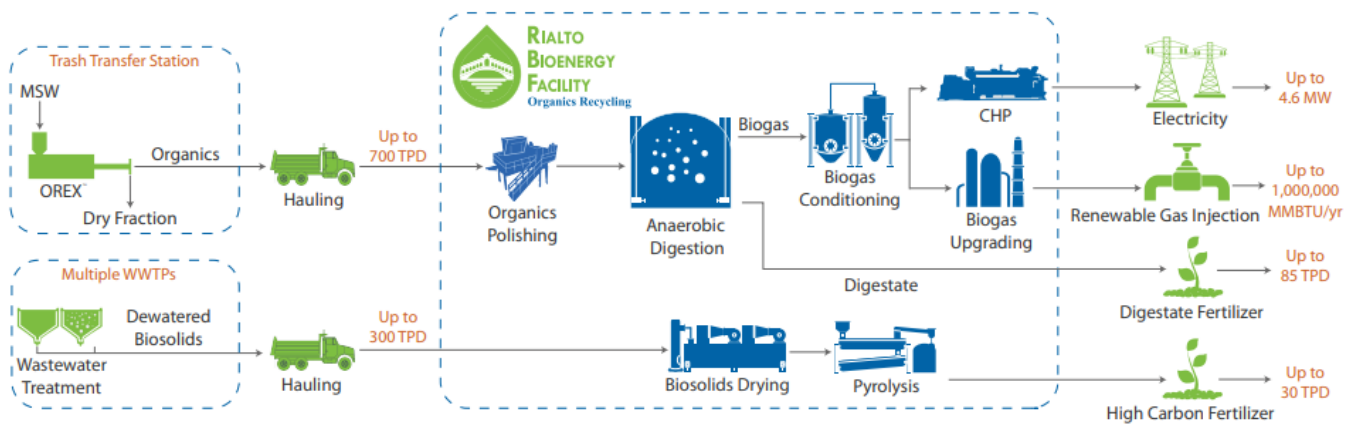 Trash Transfer Station
MSW
OREX™
Organics
Dry Fraction
Hauling
Up to
700 TPD
RIALTO
BIOENERGY
FACILITY
Organics Recycling
Organics
Polishing
Anaerobic
Digestion
Biogas
Biogas
Conditioning
CHP
Biogas
Upgrading
Electricity
Up to
4.6 MW
Renewable Gas Injection
Up to
1,000,000
MMBTU/yr
Digestate
Digestate Fertilizer
Up to
85 TPD
Multiple WWTPs
Wastewater
Treatment
Dewatered
Biosolids
Hauling
Up to
300 TPD
Biosolids Drying
Pyrolysis
High Carbon Fertilizer
Up to
30 TPD